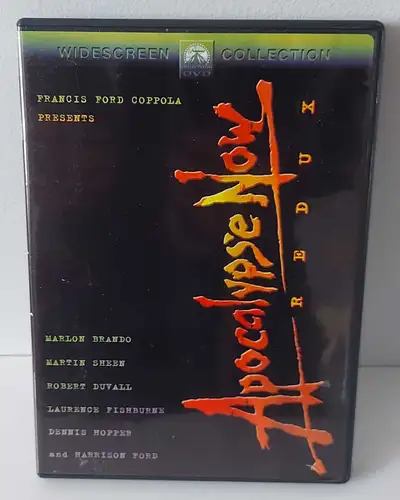 WIDESCREEN COLLECTION
DVD
FRANCIS FORD COPPOLA
PRESENTS
Apocalypse Now
REDUX
MARLON BRANDO
MARTIN SHEEN
ROBERT DUVALL
LAURENCE FISHBURNE
DENNIS HOPPER
and HARRISON FORD